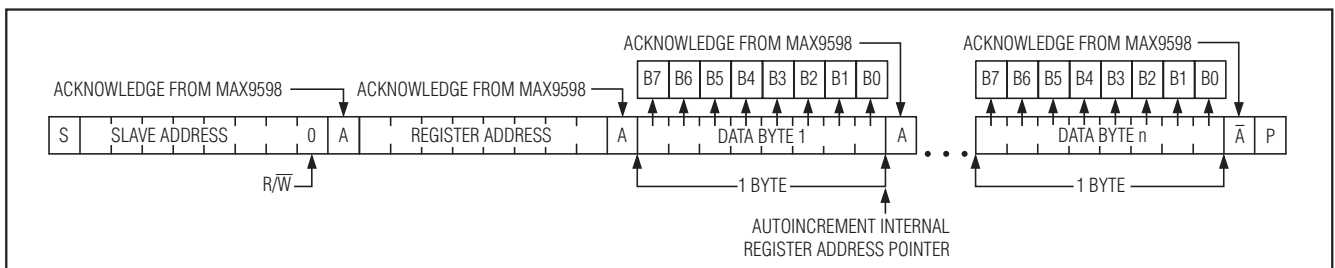 ACKNOWLEDGE FROM MAX9598
ACKNOWLEDGE FROM MAX9598
B7 B6 B5 B4 B3 B2 B1 B0
B7 B6 B5 B4 B3 B2 B1 B0
ACKNOWLEDGE FROM MAX9598
ACKNOWLEDGE FROM MAX9598
S SLAVE ADDRESS 0 A REGISTER ADDRESS A DATA BYTE 1 A • • • DATA BYTE n A̅ P
R/W̅
1 BYTE
1 BYTE
AUTOINCREMENT INTERNAL
REGISTER ADDRESS POINTER